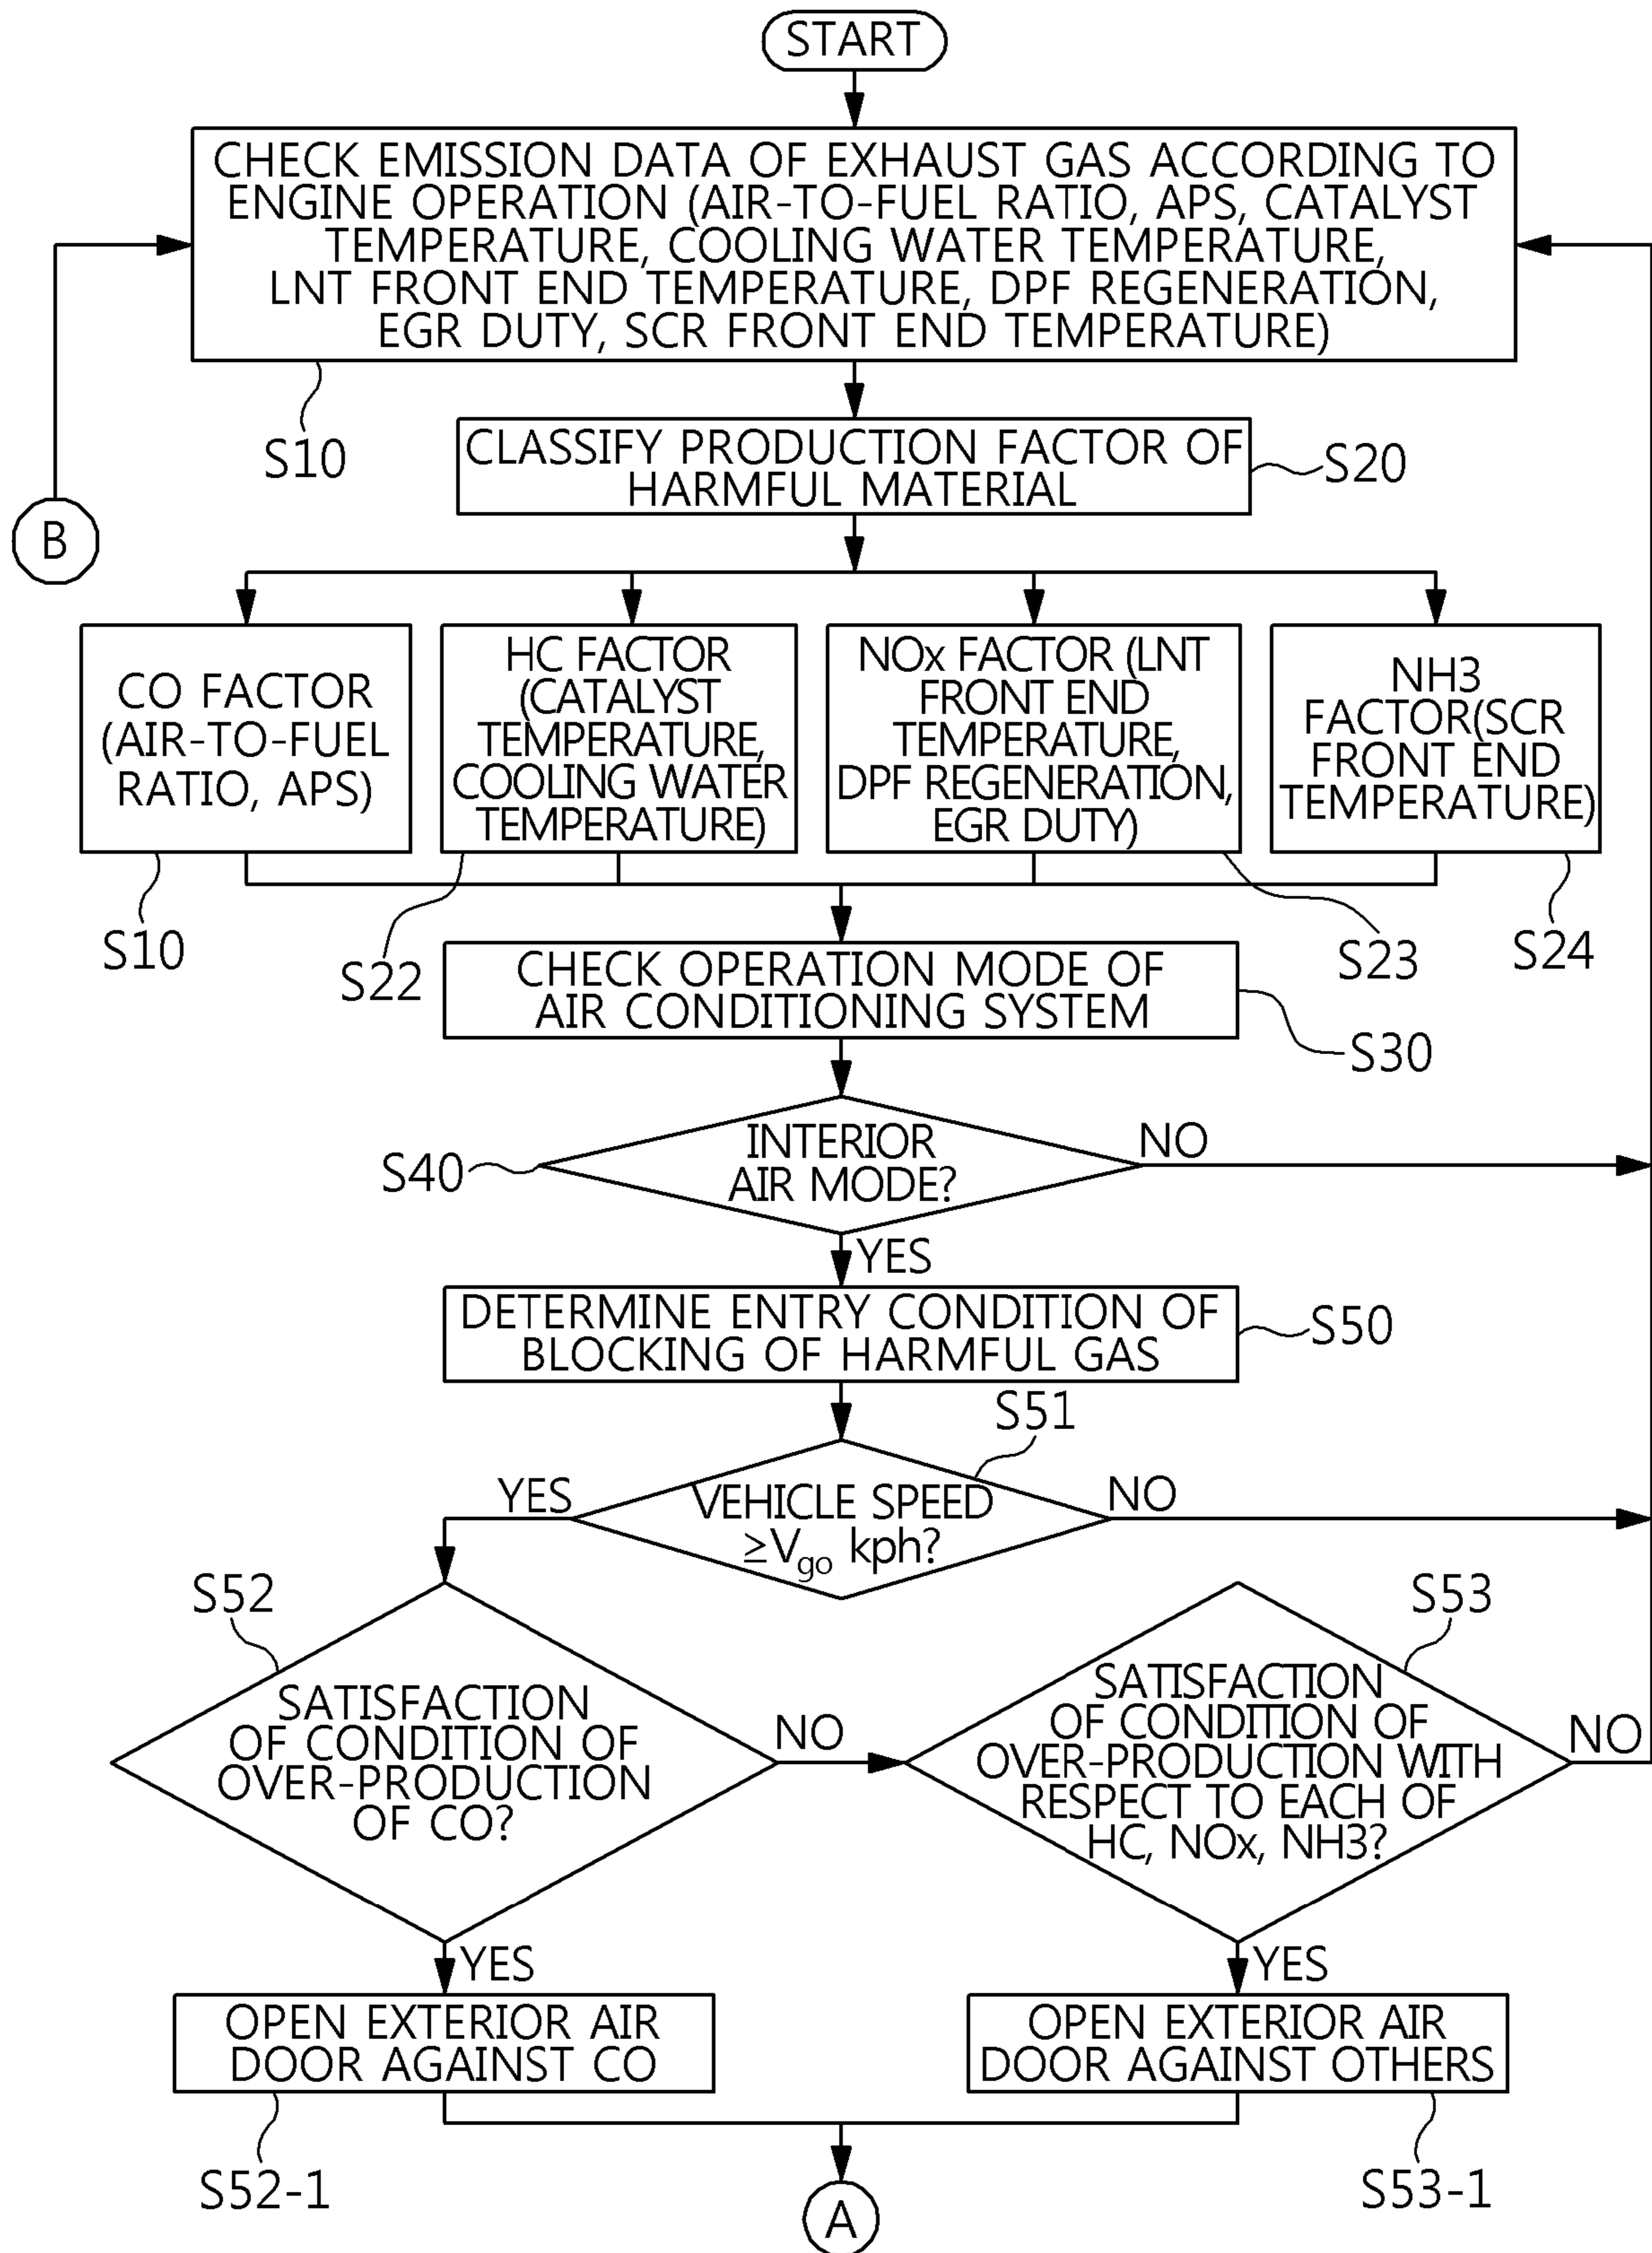 START
CHECK EMISSION DATA OF EXHAUST GAS ACCORDING TO
ENGINE OPERATION (AIR-TO-FUEL RATIO, APS, CATALYST
TEMPERATURE, COOLING WATER TEMPERATURE,
LNT FRONT END TEMPERATURE, DPF REGENERATION,
EGR DUTY, SCR FRONT END TEMPERATURE)
S10
CLASSIFY PRODUCTION FACTOR OF
HARMFUL MATERIAL
S20
B
CO FACTOR
(AIR-TO-FUEL
RATIO, APS)
HC FACTOR
(CATALYST
TEMPERATURE,
COOLING WATER
TEMPERATURE)
NOx FACTOR (LNT
FRONT END
TEMPERATURE,
DPF REGENERATION,
EGR DUTY)
NH3
FACTOR(SCR
FRONT END
TEMPERATURE)
S10
S22
S23
S24
CHECK OPERATION MODE OF
AIR CONDITIONING SYSTEM
S30
S40
INTERIOR
AIR MODE?
NO
YES
DETERMINE ENTRY CONDITION OF
BLOCKING OF HARMFUL GAS
S50
S51
YES
VEHICLE SPEED
≥Vgo kph?
NO
S52
SATISFACTION
OF CONDITION OF
OVER-PRODUCTION
OF CO?
NO
S53
SATISFACTION
OF CONDITION OF
OVER-PRODUCTION WITH
RESPECT TO EACH OF
HC, NOx, NH3?
NO
YES
YES
OPEN EXTERIOR AIR
DOOR AGAINST CO
OPEN EXTERIOR AIR
DOOR AGAINST OTHERS
S52-1
S53-1
A